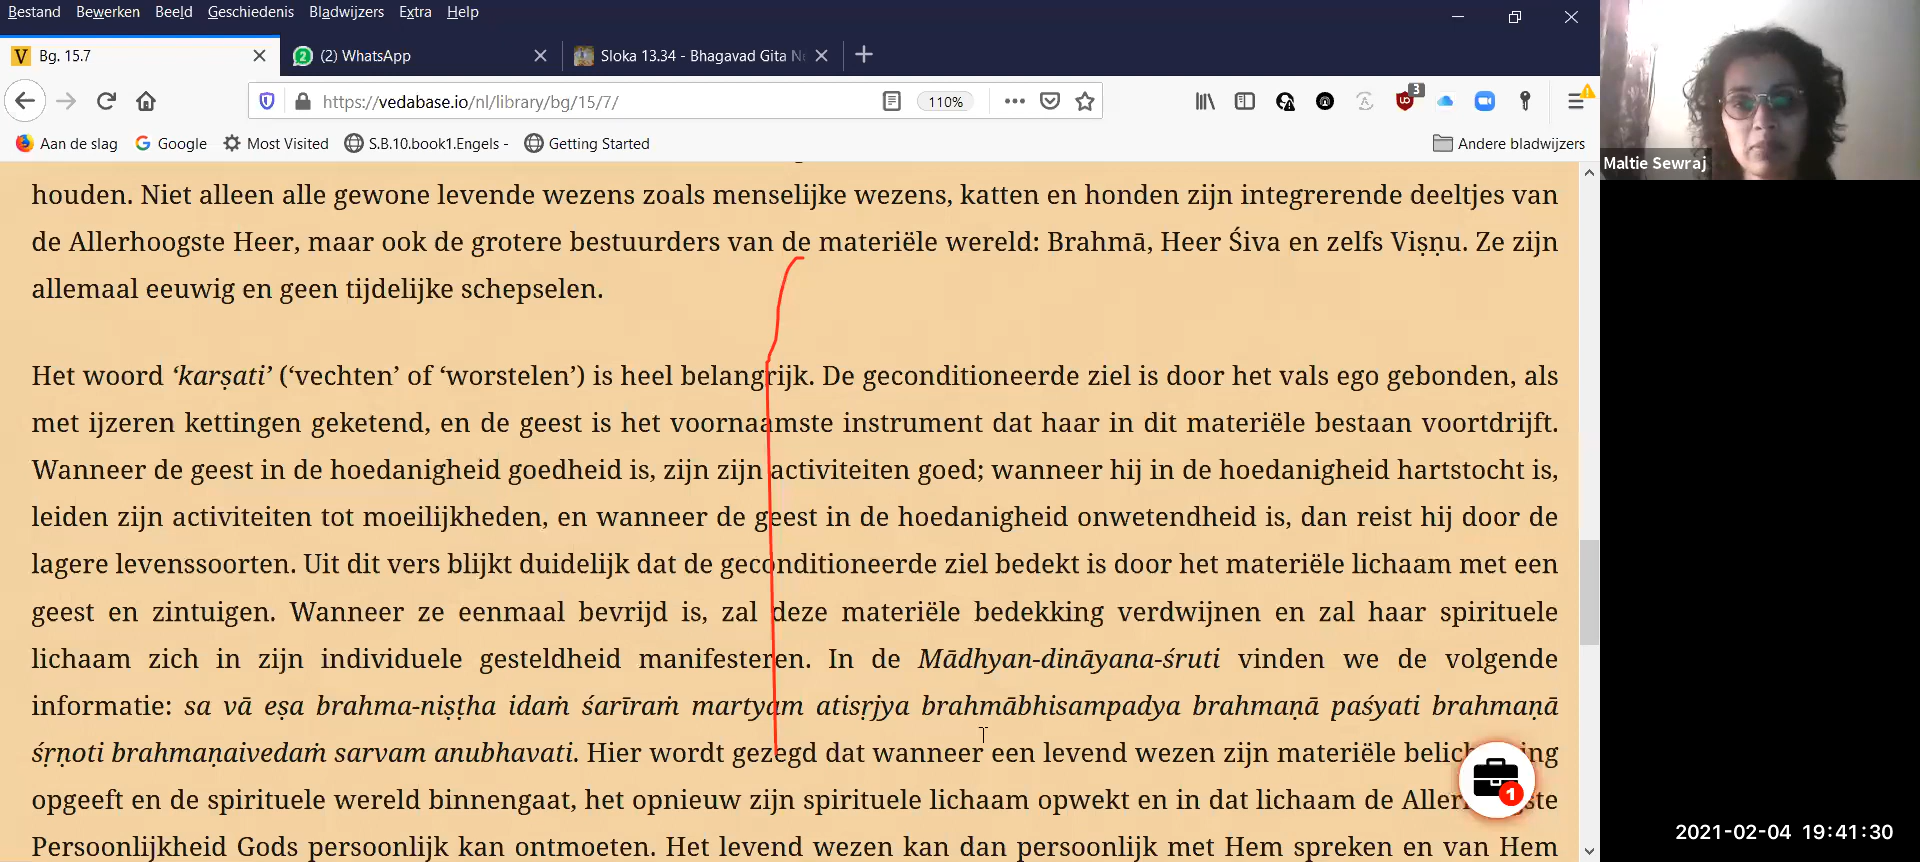 Bestand Bewerken Beeld Geschiedenis Bladwijzers Extra Help
Bg. 15.7
(2) WhatsApp
Sloka 13.34 - Bhagavad Gita
https://vedabase.io/nl/library/bg/15/7/
110%
3
Aan de slag Google Most Visited S.B.10.book1.Engels - Getting Started Andere bladwijzers
houden. Niet alleen alle gewone levende wezens zoals menselijke wezens, katten en honden zijn integrerende deeltjes van
de Allerhoogste Heer, maar ook de grotere bestuurders van de materiële wereld: Brahmā, Heer Śiva en zelfs Viṣṇu. Ze zijn
allemaal eeuwig en geen tijdelijke schepselen.
Het woord ‘karṣati’ (‘vechten’ of ‘worstelen’) is heel belangrijk. De geconditioneerde ziel is door het vals ego gebonden, als
met ijzeren kettingen geketend, en de geest is het voornaamste instrument dat haar in dit materiële bestaan voortdrijft.
Wanneer de geest in de hoedanigheid goedheid is, zijn zijn activiteiten goed; wanneer hij in de hoedanigheid hartstocht is,
leiden zijn activiteiten tot moeilijkheden, en wanneer de geest in de hoedanigheid onwetendheid is, dan reist hij door de
lagere levenssoorten. Uit dit vers blijkt duidelijk dat de geconditioneerde ziel bedekt is door het materiële lichaam met een
geest en zintuigen. Wanneer ze eenmaal bevrijd is, zal deze materiële bedekking verdwijnen en zal haar spirituele
lichaam zich in zijn individuele gesteldheid manifesteren. In de Mādhyan-dināyana-śruti vinden we de volgende
informatie: sa vā eṣa brahma-niṣṭha idaṁ śarīraṁ martyam atisṛjya brahmābhisampadya brahmaṇā paśyati brahmaṇā
śṛṇoti brahmaṇaivedaṁ sarvam anubhavati. Hier wordt gezegd dat wanneer een levend wezen zijn materiële
opgeeft en de spirituele wereld binnengaat, het opnieuw zijn spirituele lichaam opwekt en in dat lichaam de
Persoonlijkheid Gods persoonlijk kan ontmoeten. Het levend wezen kan dan persoonlijk met Hem spreken en van Hem
1
Maltie Sewraj
2021-02-04 19:41:30